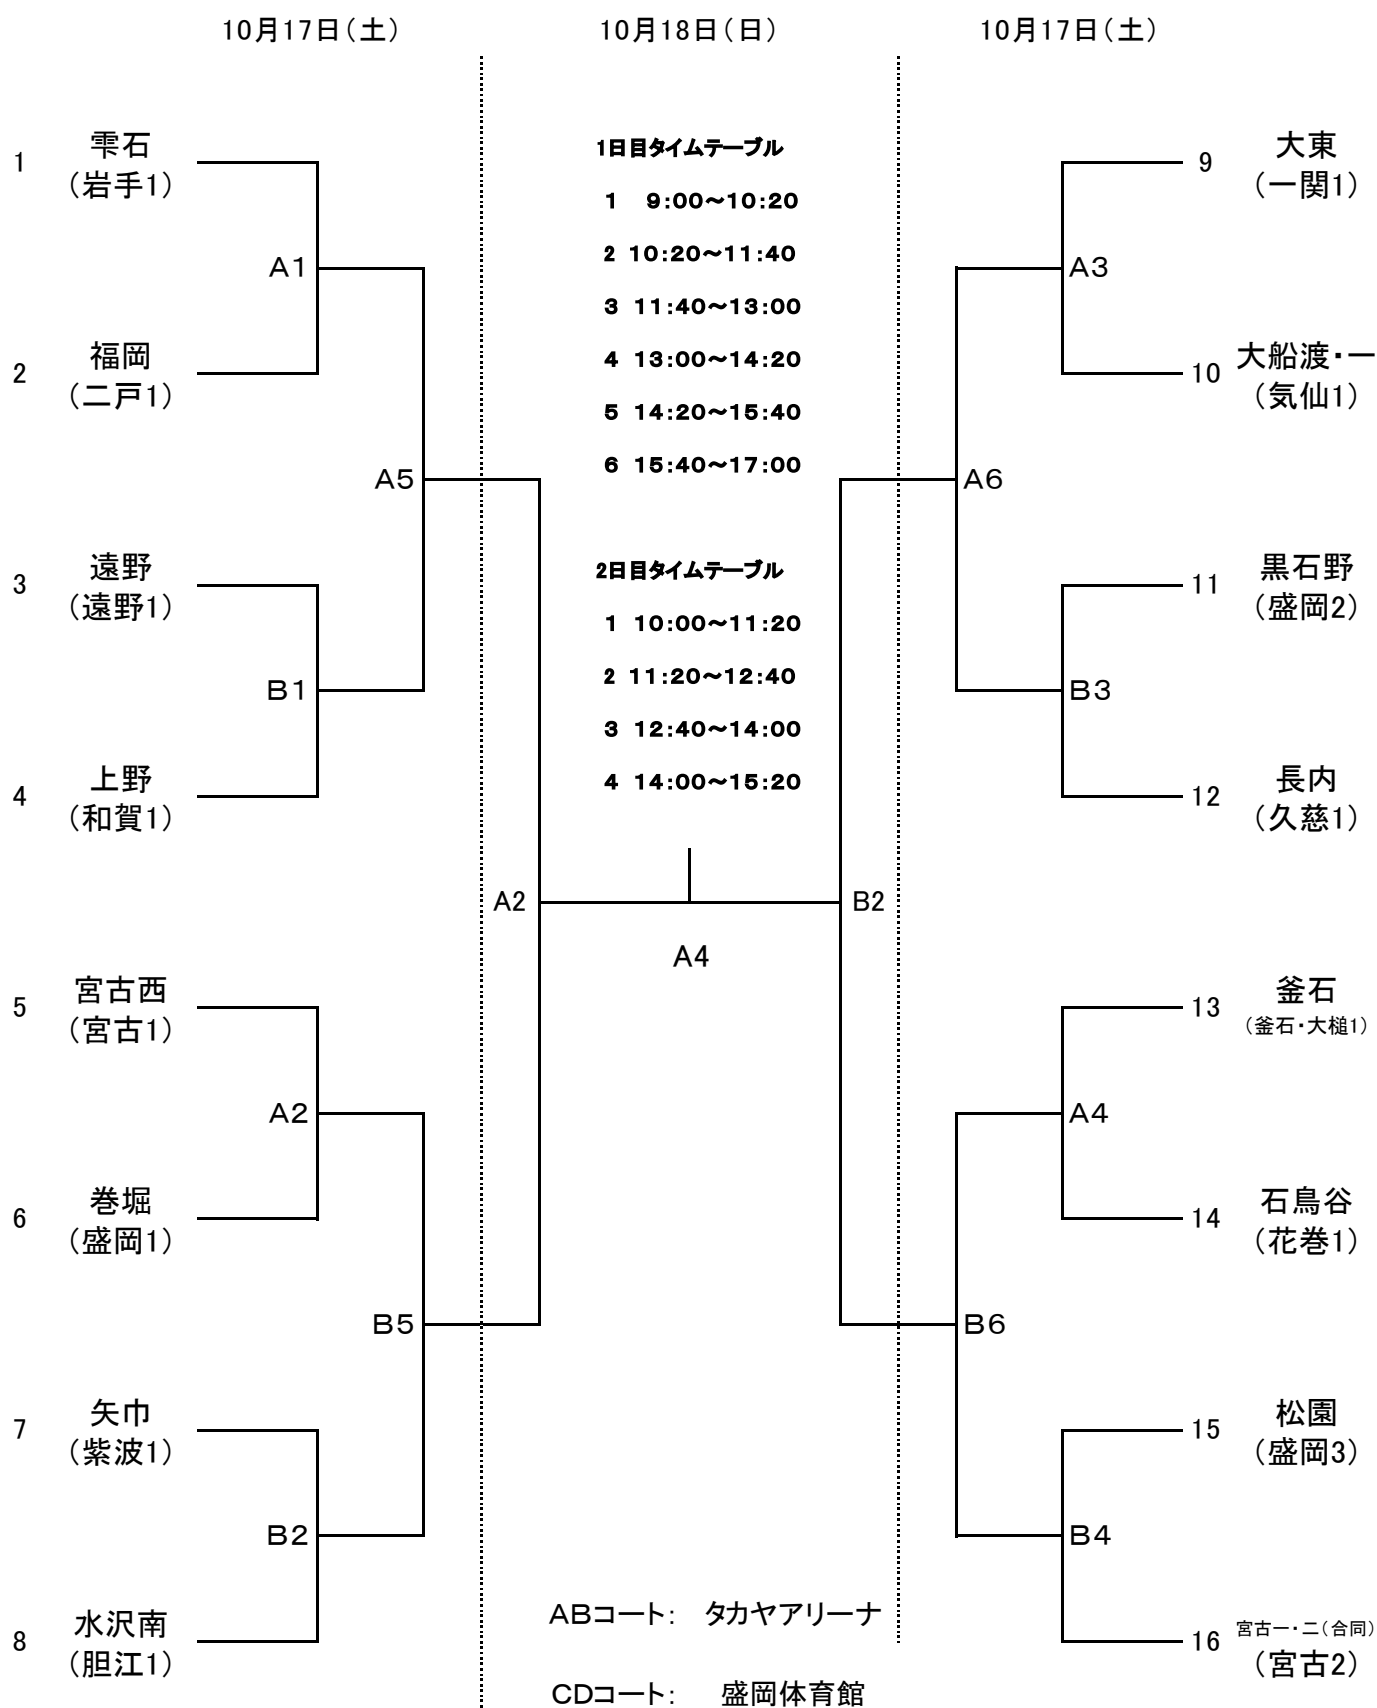 10月17日(土)
10月18日(日)
10月17日(土)
1
雫石
(岩手1)
A1
2
福岡
(二戸1)
A5
3
遠野
(遠野1)
B1
4
上野
(和賀1)
5
宮古西
(宮古1)
A2
6
巻堀
(盛岡1)
B5
7
矢巾
(紫波1)
B2
8
水沢南
(胆江1)
1日目タイムテーブル
1 9:00～10:20
2 10:20～11:40
3 11:40～13:00
4 13:00～14:20
5 14:20～15:40
6 15:40～17:00
2日目タイムテーブル
1 10:00～11:20
2 11:20～12:40
3 12:40～14:00
4 14:00～15:20
A2
B2
A4
ABコート: タカヤアリーナ
CDコート: 盛岡体育館
9
大東
(一関1)
A3
10
大船渡・一
(気仙1)
A6
11
黒石野
(盛岡2)
B3
12
長内
(久慈1)
13
釜石
(釜石・大槌1)
A4
14
石鳥谷
(花巻1)
B6
15
松園
(盛岡3)
B4
16
宮古一・二(合同)
(宮古2)